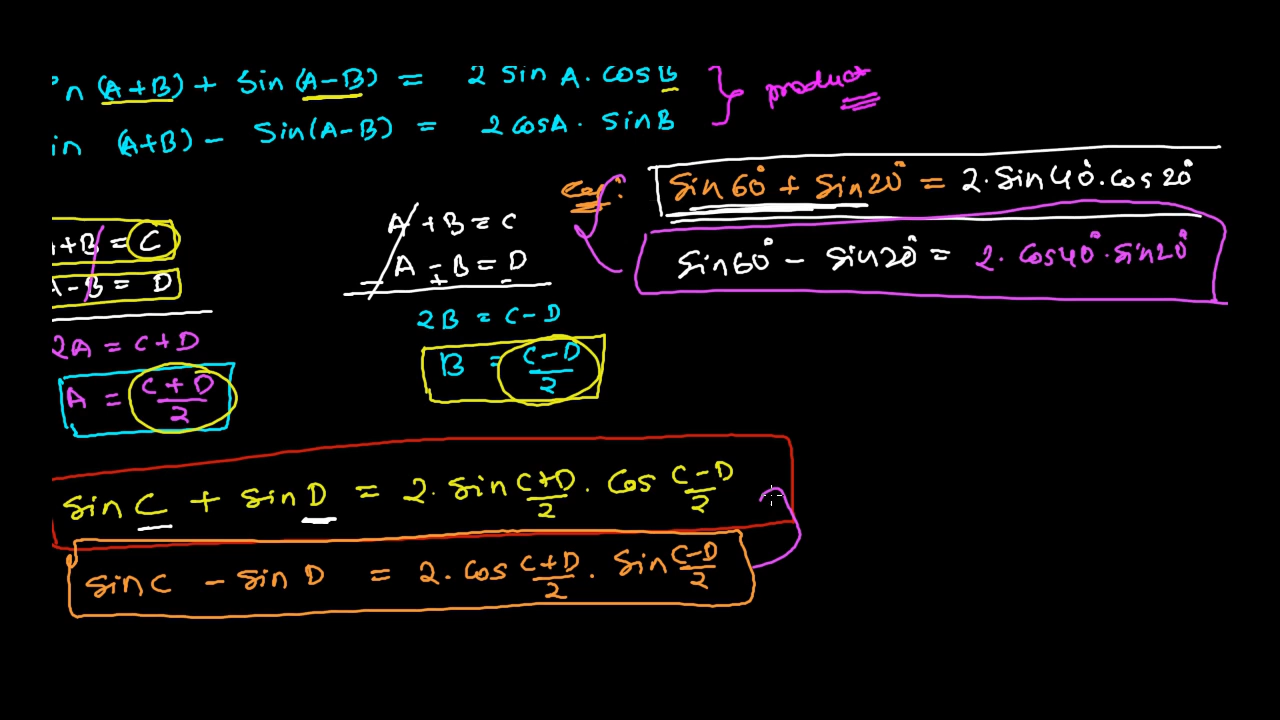 n (A+B) + Sin (A-B) = 2 Sin A. cos B
in (A+B) - Sin(A-B) = 2 cosA. sinB
} product
Eg: Sin 60° + Sin 20° = 2. Sin 40°. cos 20°
sin 60° - sin 20° = 2. cos 40°. sin 20°
A+B = C
A-B = D
2A = C+D
A = C+D/2
A + B = C
A - B = D
- + -
2B = C-D
B = C-D/2
sin C + sin D = 2. sin C+D/2. cos C-D/2
sin C - sin D = 2. cos C+D/2. sin C-D/2